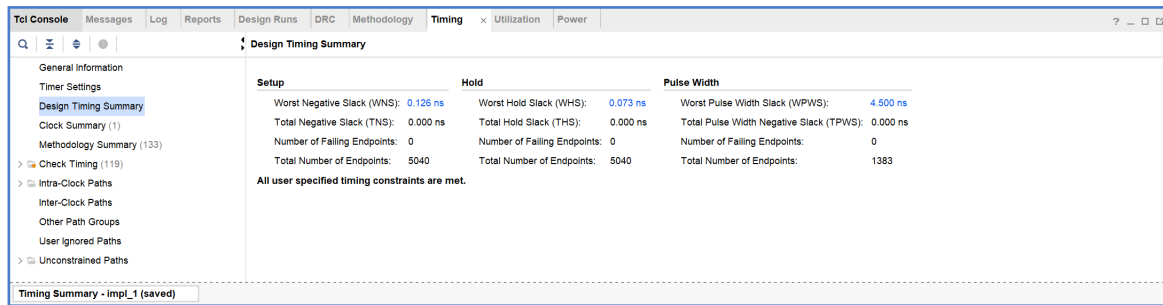 Tcl Console Messages Log Reports Design Runs DRC Methodology Timing × Utilization Power ? _
Design Timing Summary
General Information
Timer Settings
Design Timing Summary
Clock Summary (1)
Methodology Summary (133)
> Check Timing (119)
> Intra-Clock Paths
Inter-Clock Paths
Other Path Groups
User Ignored Paths
> Unconstrained Paths
Setup Hold Pulse Width
Worst Negative Slack (WNS): 0.126 ns Worst Hold Slack (WHS): 0.073 ns Worst Pulse Width Slack (WPWS): 4.500 ns
Total Negative Slack (TNS): 0.000 ns Total Hold Slack (THS): 0.000 ns Total Pulse Width Negative Slack (TPWS): 0.000 ns
Number of Failing Endpoints: 0 Number of Failing Endpoints: 0 Number of Failing Endpoints: 0
Total Number of Endpoints: 5040 Total Number of Endpoints: 5040 Total Number of Endpoints: 1383
All user specified timing constraints are met.
Timing Summary - impl_1 (saved)